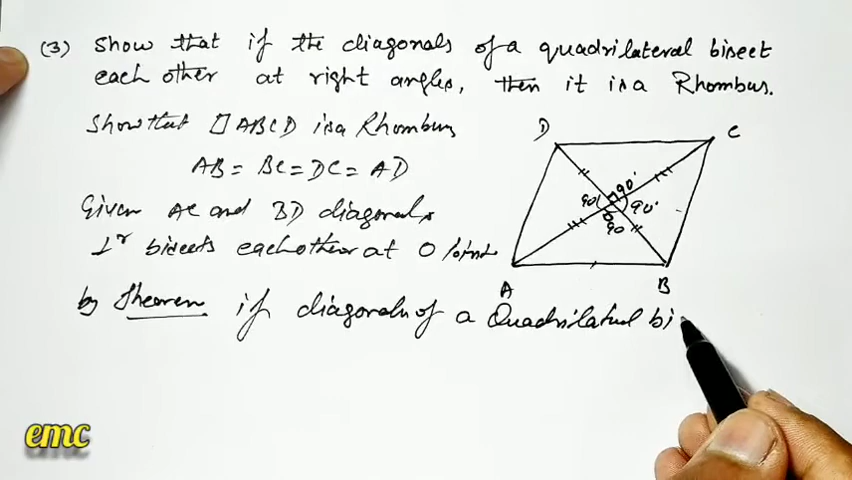 (3) Show that if the diagonals of a quadrilateral bisect
each other at right angles, then it is a Rhombus.
Show that □ABCD is a Rhombus
AB = BC = DC = AD
Given AC and BD diagonals
⊥r bisects each other at O point
by Theorem if diagonals of a Quadrilateral bi
D
C
90°
90
90°
O
90
A
B
emc